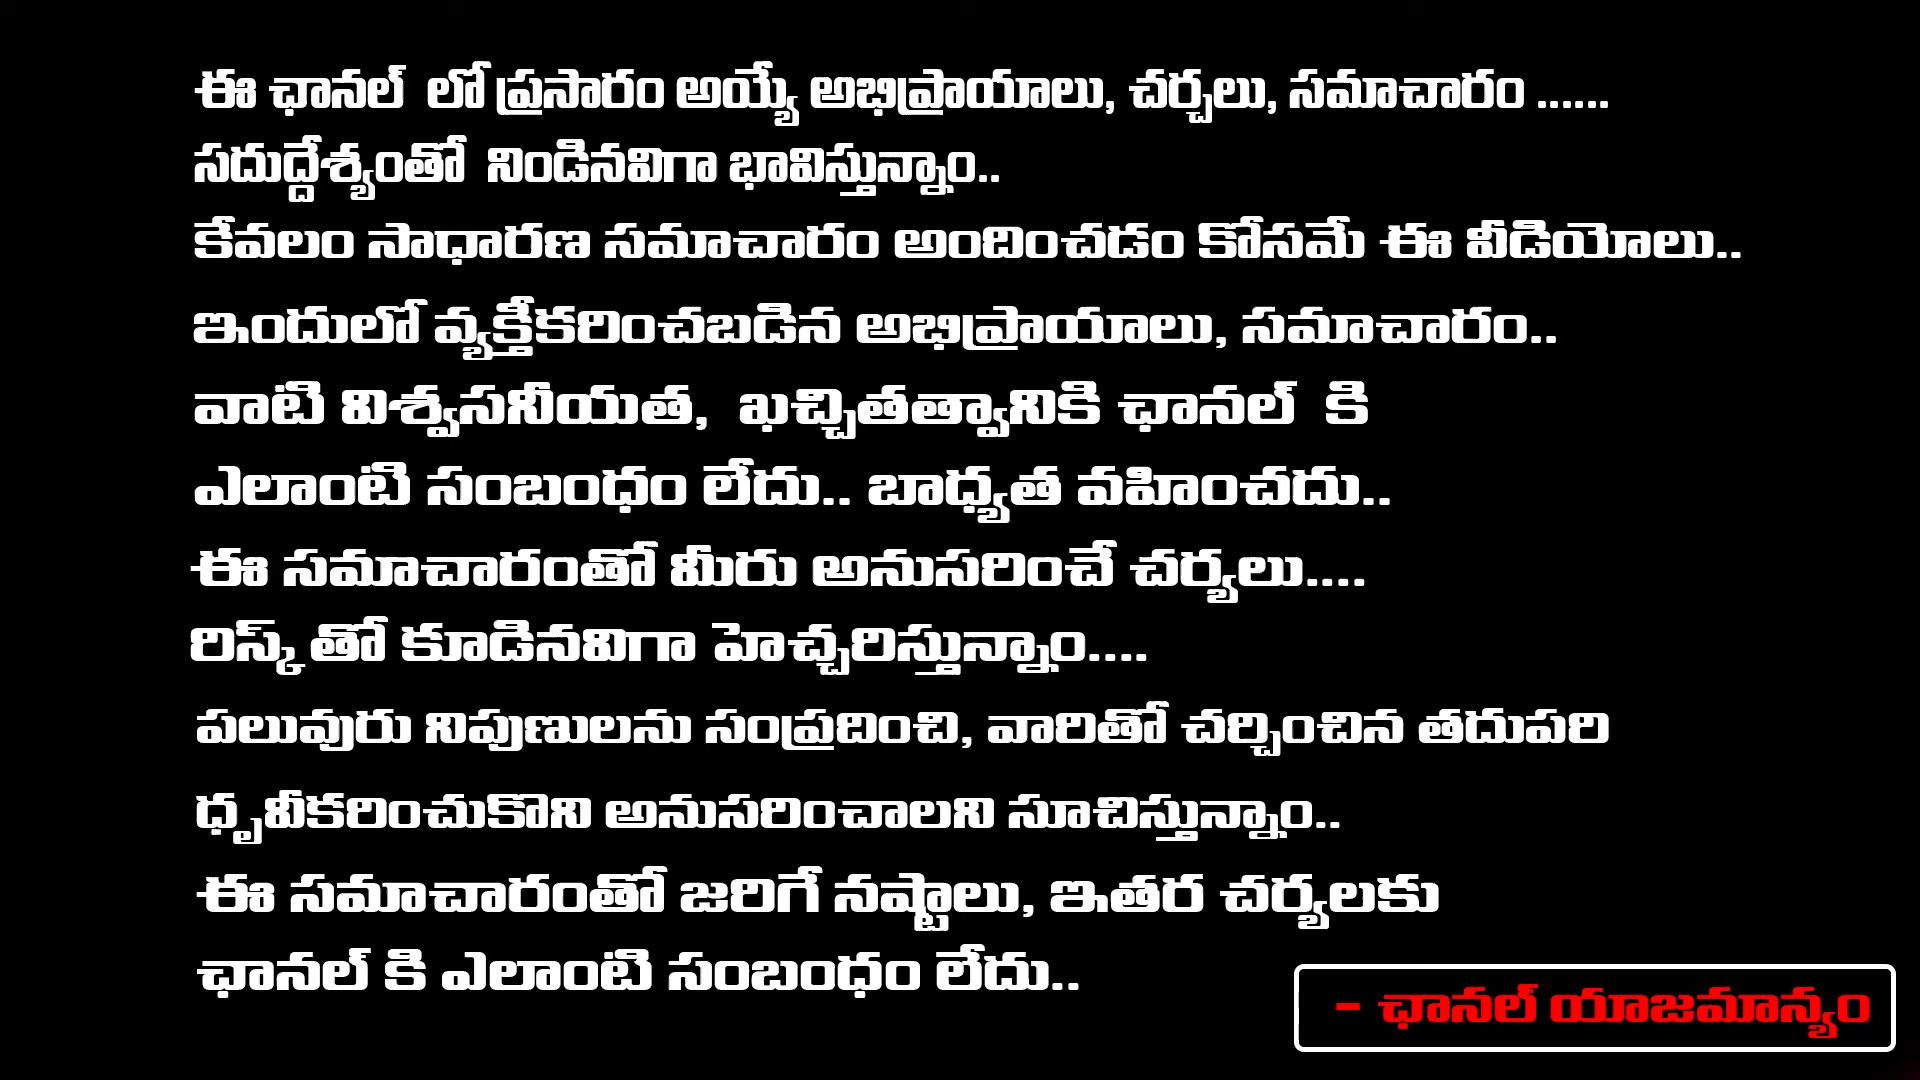 ఈ ఛానల్ లో ప్రసారం అయ్యే అభిప్రాయాలు, చర్చలు, సమాచారం ......
సదుద్దేశ్యంతో నిండినవిగా భావిస్తున్నాం..
కేవలం సాధారణ సమాచారం అందించడం కోసమే ఈ వీడియోలు..
ఇందులో వ్యక్తీకరించబడిన అభిప్రాయాలు, సమాచారం..
వాటి విశ్వసనీయత, ఖచ్చితత్వానికి ఛానల్ కి
ఎలాంటి సంబంధం లేదు.. బాధ్యత వహించదు..
ఈ సమాచారంతో మీరు అనుసరించే చర్యలు....
రిస్క్ తో కూడినవిగా హెచ్చరిస్తున్నాం....
పలువురు నిపుణులను సంప్రదించి, వారితో చర్చించిన తదుపరి
ధృవీకరించుకొని అనుసరించాలని సూచిస్తున్నాం..
ఈ సమాచారంతో జరిగే నష్టాలు, ఇతర చర్యలకు
ఛానల్ కి ఎలాంటి సంబంధం లేదు..
- ఛానల్ యాజమాన్యం